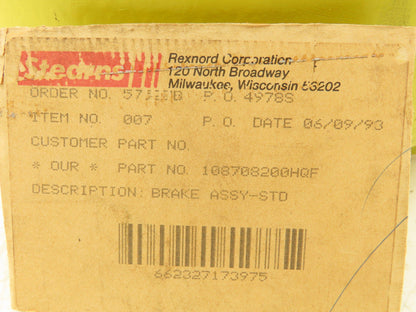 Stearns
Rexnord Corporation
120 North Broadway
Milwaukee, Wisconsin 53202
ORDER NO. P.O. 4978S
ITEM NO. 007 P.O. DATE 06/09/93
CUSTOMER PART NO.
* OUR * PART NO. 108708200HQF
DESCRIPTION: BRAKE ASSY-STD
662327173975